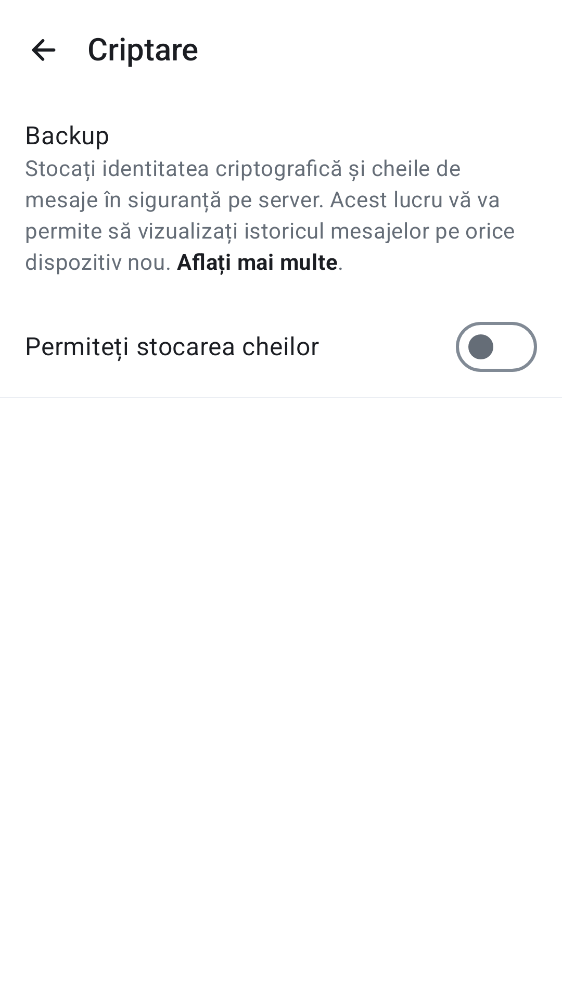 Criptare
Backup
Stocați identitatea criptografică și cheile de
mesaje în siguranță pe server. Acest lucru vă va
permite să vizualizați istoricul mesajelor pe orice
dispozitiv nou. Aflați mai multe.
Permiteți stocarea cheilor